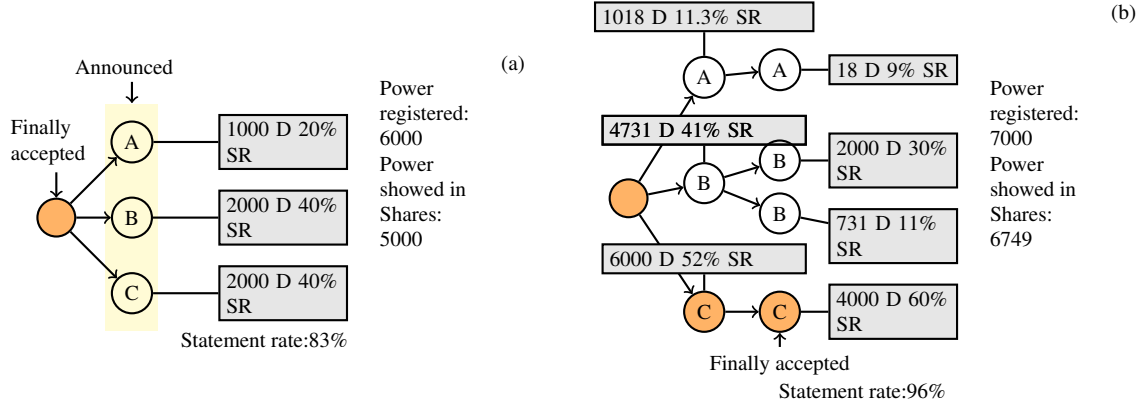 (a)
Announced
Finally
accepted
A
B
C
1000 D 20%
SR
2000 D 40%
SR
2000 D 40%
SR
Power
registered:
6000
Power
showed in
Shares:
5000
Statement rate:83%
(b)
1018 D 11.3% SR
A
A
18 D 9% SR
4731 D 41% SR
B
B
2000 D 30%
SR
B
731 D 11%
SR
6000 D 52% SR
C
C
4000 D 60%
SR
Finally accepted
Power
registered:
7000
Power
showed in
Shares:
6749
Statement rate:96%